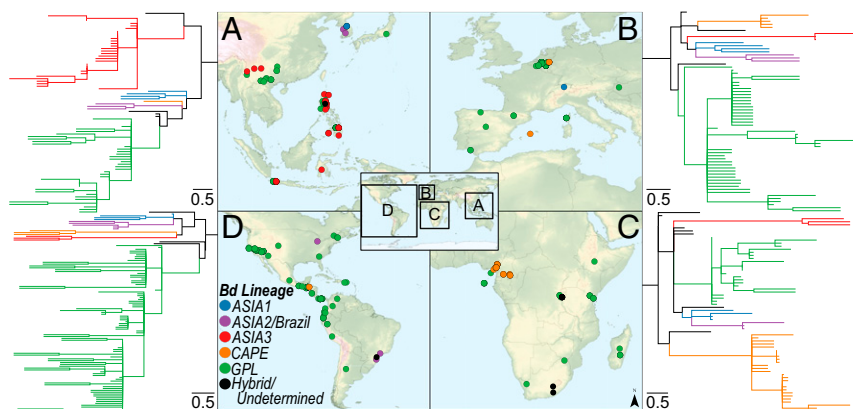 A
B
0.5
0.5
B
D
C
A
D
C
Bd Lineage
ASIA1
ASIA2/Brazil
ASIA3
CAPE
GPL
Hybrid/
Undetermined
N
0.5
0.5